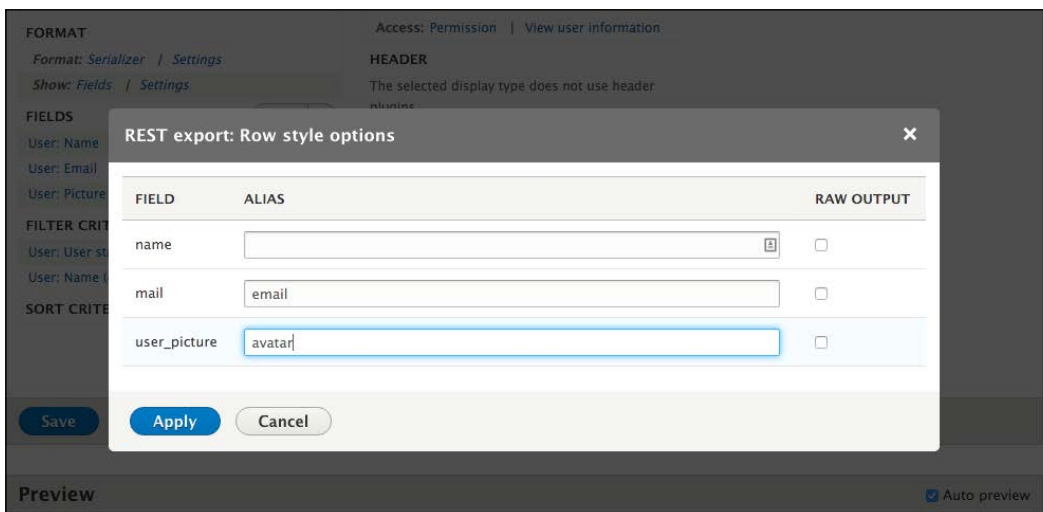 FORMAT
Format: Serializer | Settings
Show: Fields | Settings
FIELDS
User: Name
User: Email
User: Picture
FILTER CRIT
User: User st
User: Name (
SORT CRITE
Access: Permission | View user information
HEADER
The selected display type does not use header
plugins
REST export: Row style options
×
FIELD ALIAS RAW OUTPUT
name
mail email
user_picture avatar
Apply Cancel
Save
Preview
Auto preview